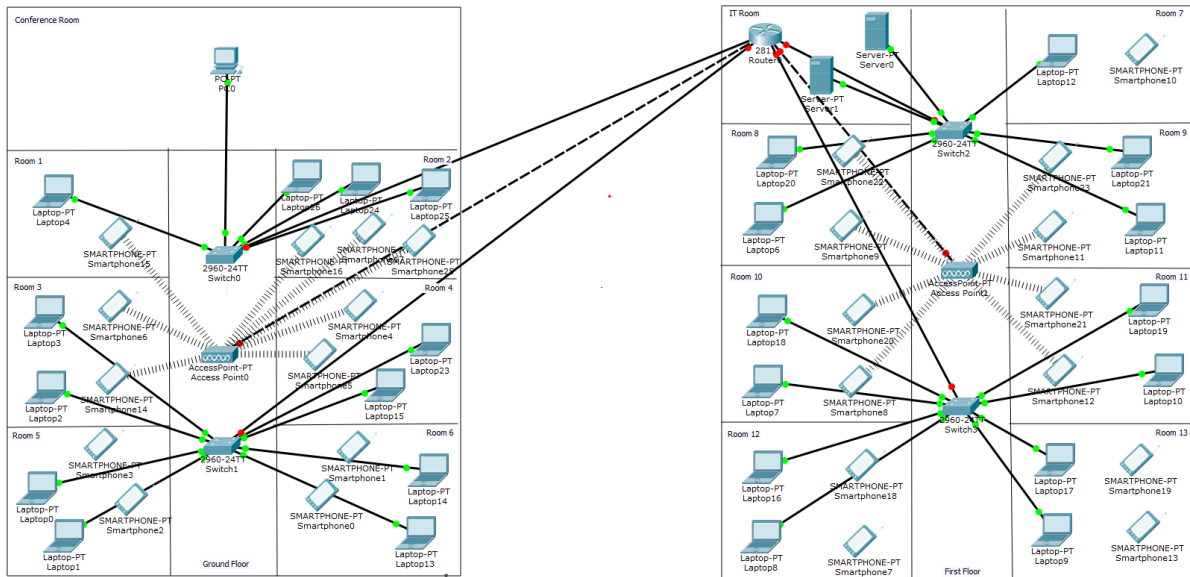 Conference Room
PC-PT
PC0
Room 1
Laptop-PT
Laptop4
SMARTPHONE-PT
Smartphone15
2960-24TT
Switch0
Room 2
Laptop-PT
Laptop26
Laptop-PT
Laptop24
Laptop-PT
Laptop25
SMARTPHONE-PT
Smartphone16
SMARTPHONE-PT
Smartphone25
Room 3
Laptop-PT
Laptop3
SMARTPHONE-PT
Smartphone6
Laptop-PT
Laptop2
SMARTPHONE-PT
Smartphone14
AccessPoint-PT
Access Point0
Room 4
SMARTPHONE-PT
Smartphone4
SMARTPHONE-PT
Smartphone5
Laptop-PT
Laptop23
Laptop-PT
Laptop15
Room 5
SMARTPHONE-PT
Smartphone3
Laptop-PT
Laptop0
SMARTPHONE-PT
Smartphone2
Laptop-PT
Laptop1
2960-24TT
Switch1
Room 6
SMARTPHONE-PT
Smartphone1
Laptop-PT
Laptop14
SMARTPHONE-PT
Smartphone0
Laptop-PT
Laptop13
Ground Floor
IT Room
Server-PT
Server0
Server-PT
Server1
Room 7
Laptop-PT
Laptop12
SMARTPHONE-PT
Smartphone10
2960-24TT
Switch2
Room 8
Laptop-PT
Laptop20
SMARTPHONE-PT
Smartphone22
Laptop-PT
Laptop6
SMARTPHONE-PT
Smartphone9
Room 9
SMARTPHONE-PT
Smartphone23
Laptop-PT
Laptop21
SMARTPHONE-PT
Smartphone11
Laptop-PT
Laptop11
AccessPoint-PT
Access Point2
Room 10
Laptop-PT
Laptop18
SMARTPHONE-PT
Smartphone20
Laptop-PT
Laptop7
SMARTPHONE-PT
Smartphone8
Room 11
SMARTPHONE-PT
Smartphone21
Laptop-PT
Laptop19
SMARTPHONE-PT
Smartphone12
Laptop-PT
Laptop10
2960-24TT
Switch3
Room 12
Laptop-PT
Laptop16
SMARTPHONE-PT
Smartphone18
Laptop-PT
Laptop8
SMARTPHONE-PT
Smartphone7
Room 13
Laptop-PT
Laptop17
SMARTPHONE-PT
Smartphone19
Laptop-PT
Laptop9
SMARTPHONE-PT
Smartphone13
First Floor